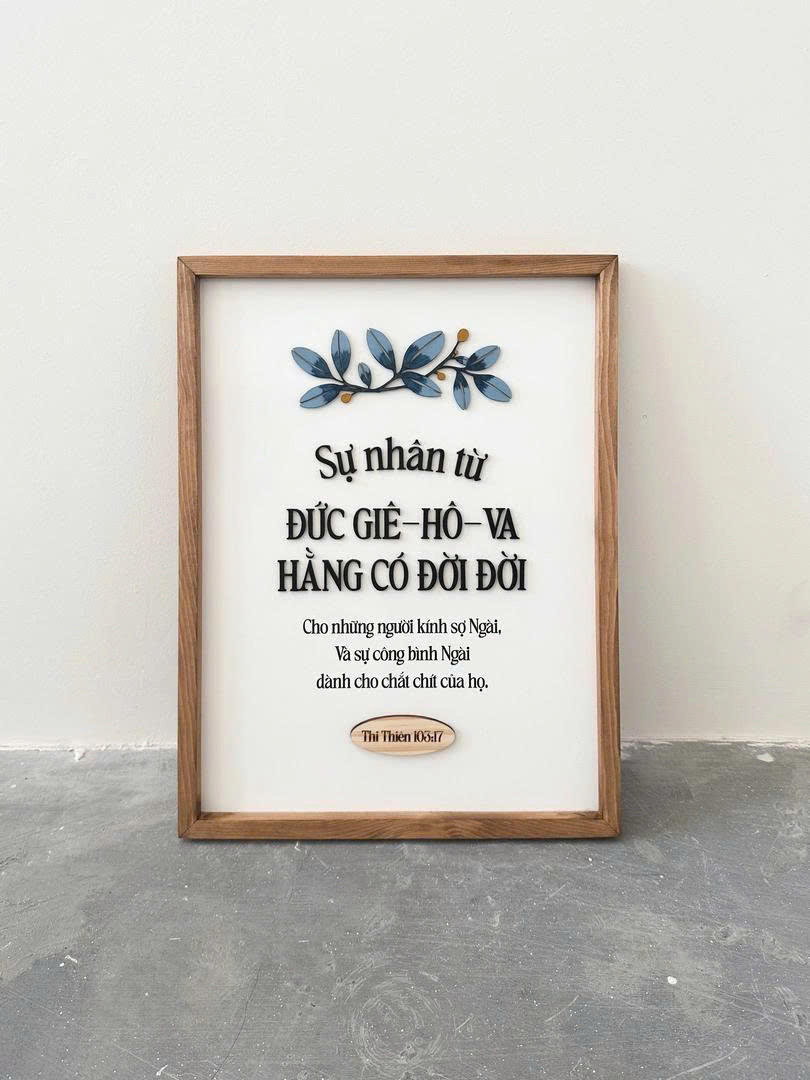 Sự nhân từ
ĐỨC GIÊ-HÔ-VA
HẰNG CÓ ĐỜI ĐỜI
Cho những người kính sợ Ngài,
Và sự công bình Ngài
dành cho chắt chít của họ.
Thi Thiên 103:17